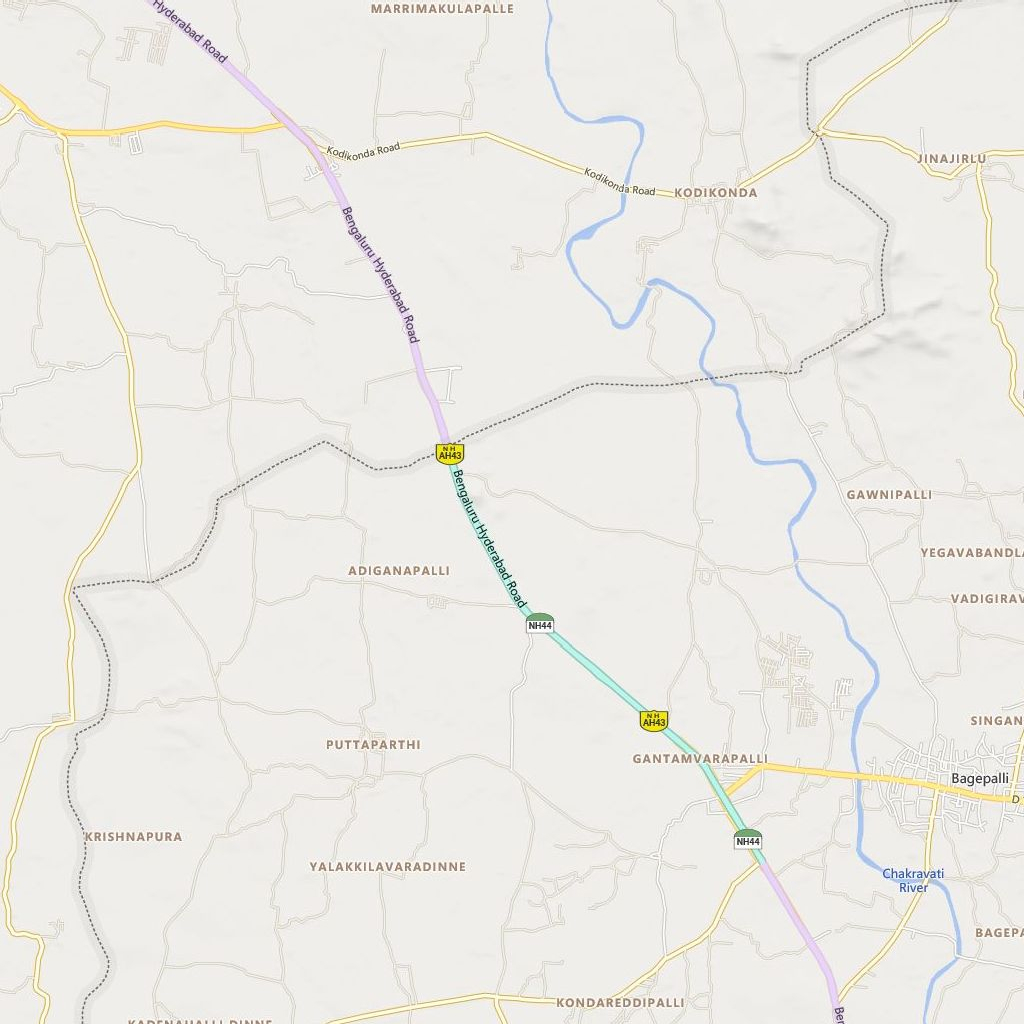 MARRIMAKULAPALLE
Hyderabad Road
Kodikonda Road
JINAJIRLU
Kodikonda Road
KODIKONDA
Bengaluru Hyderabad Road
NH
AH43
GAWNIPALLI
Bengaluru Hyderabad Road
YEGAVABANDLA
ADIGANAPALLI
VADIGIRAV
NH44
NH
AH43
SINGAN
PUTTAPARTHI
GANTAMVARAPALLI
Bagepalli
D
KRISHNAPURA
NH44
YALAKKILAVARADINNE
Chakravati
River
BAGEPA
KONDAREDDIPALLI
Ber
KADENAHALLI DINNE